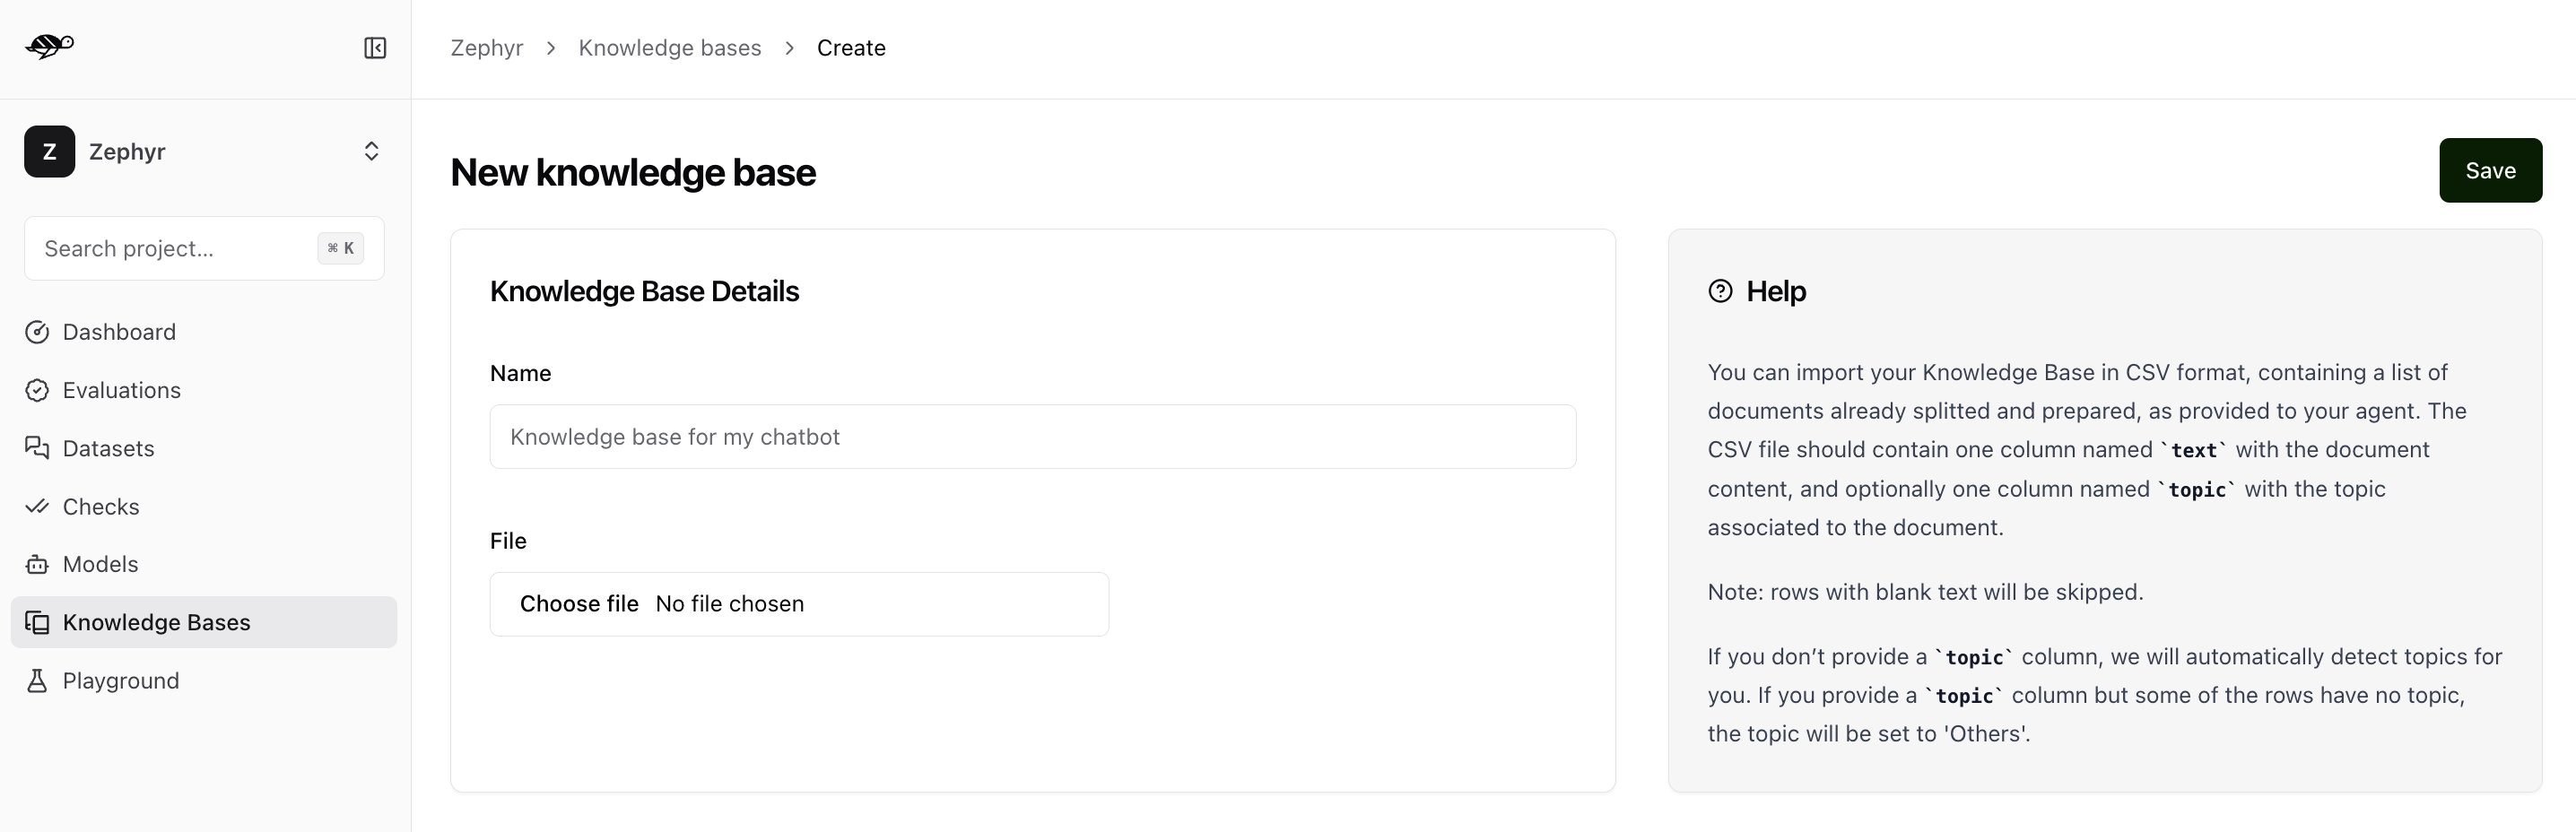 Zephyr > Knowledge bases > Create
Z Zephyr
Search project... ⌘ K
Dashboard
Evaluations
Datasets
Checks
Models
Knowledge Bases
Playground
New knowledge base
Save
Knowledge Base Details
Name
Knowledge base for my chatbot
File
Choose file No file chosen
Help
You can import your Knowledge Base in CSV format, containing a list of
documents already splitted and prepared, as provided to your agent. The
CSV file should contain one column named `text` with the document
content, and optionally one column named `topic` with the topic
associated to the document.
Note: rows with blank text will be skipped.
If you don’t provide a `topic` column, we will automatically detect topics for
you. If you provide a `topic` column but some of the rows have no topic,
the topic will be set to 'Others'.